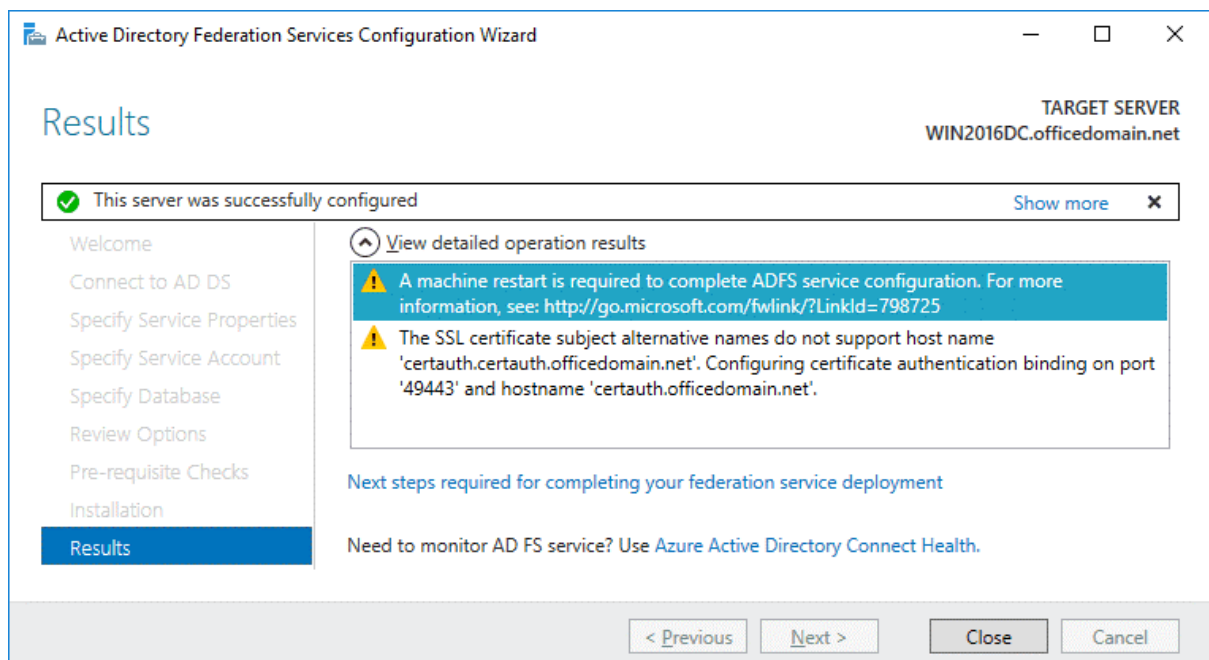 Active Directory Federation Services Configuration Wizard
Results
TARGET SERVER
WIN2016DC.officedomain.net
This server was successfully configured
Show more
Welcome
Connect to AD DS
Specify Service Properties
Specify Service Account
Specify Database
Review Options
Pre-requisite Checks
Installation
Results
View detailed operation results
A machine restart is required to complete ADFS service configuration. For more
information, see: http://go.microsoft.com/fwlink/?LinkId=798725
The SSL certificate subject alternative names do not support host name
'certauth.certauth.officedomain.net'. Configuring certificate authentication binding on port
'49443' and hostname 'certauth.officedomain.net'.
Next steps required for completing your federation service deployment
Need to monitor AD FS service? Use Azure Active Directory Connect Health.
< Previous
Next >
Close
Cancel